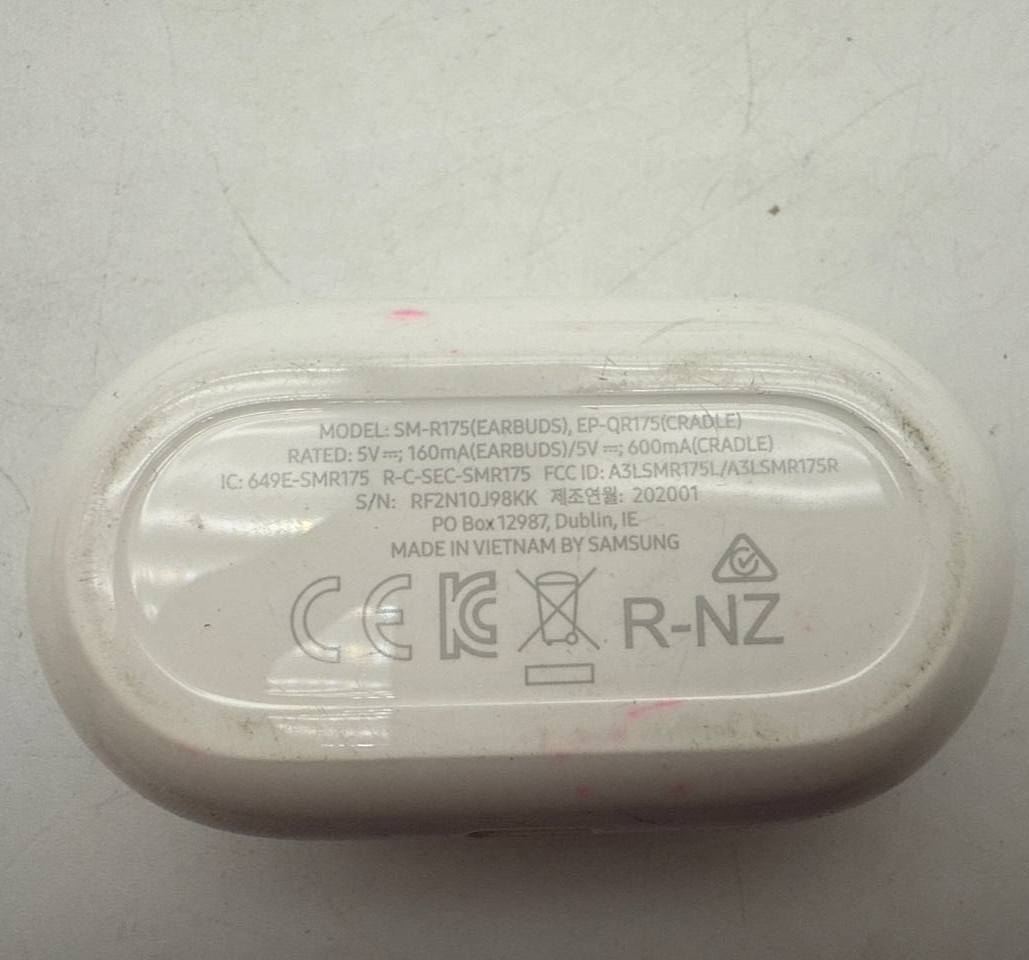 MODEL: SM-R175(EARBUDS), EP-QR175(CRADLE)
RATED: 5V⎓; 160mA(EARBUDS)/5V⎓; 600mA(CRADLE)
IC: 649E-SMR175 R-C-SEC-SMR175 FCC ID: A3LSMR175L/A3LSMR175R
S/N: RF2N10J98KK 제조연월: 202001
PO Box 12987, Dublin, IE
MADE IN VIETNAM BY SAMSUNG
CE KC R-NZ